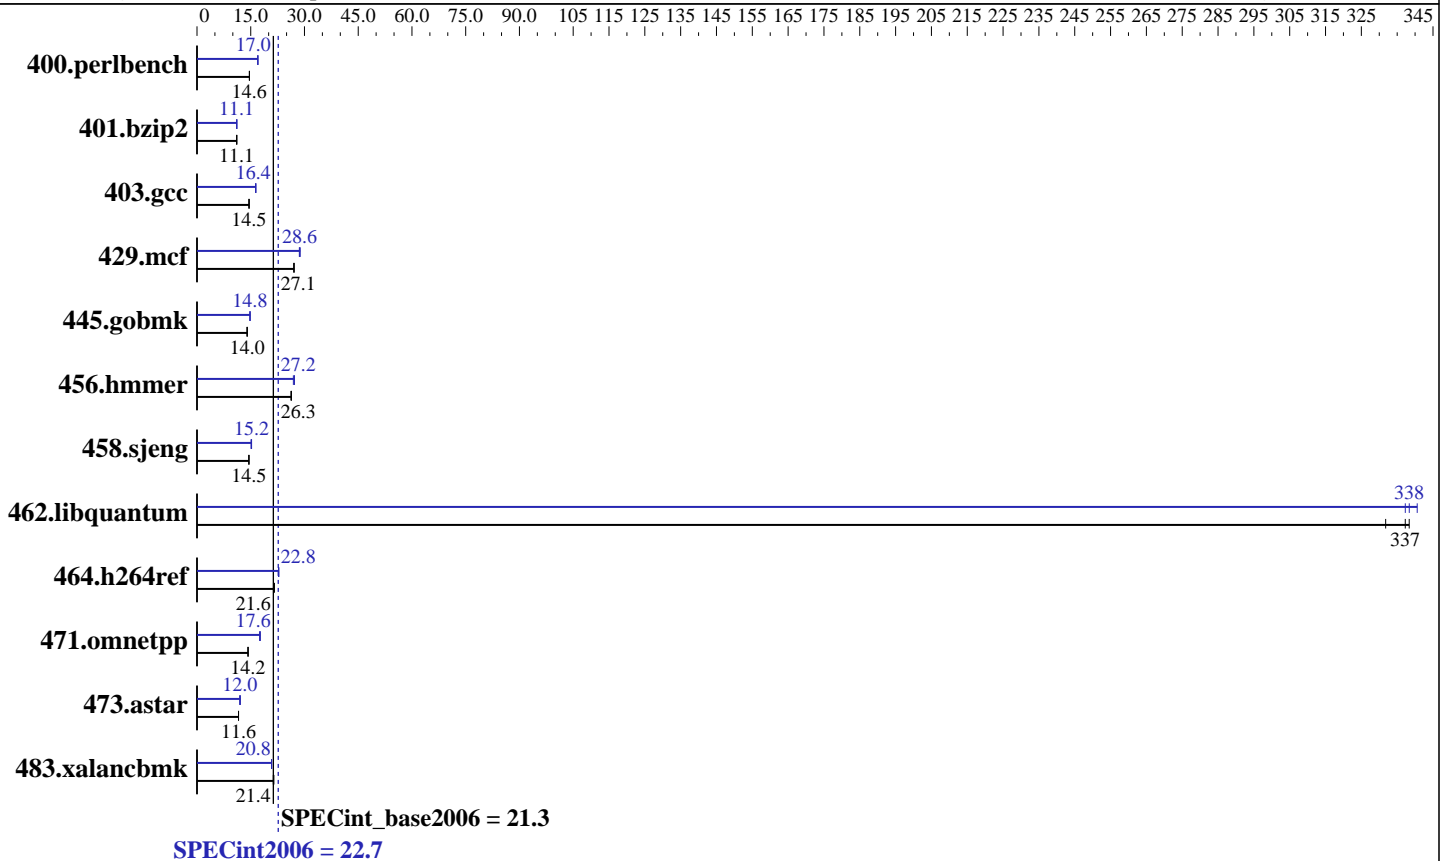 0 15.0 30.0 45.0 60.0 75.0 90.0 105 115 125 135 145 155 165 175 185 195 205 215 225 235 245 255 265 275 285 295 305 315 325 345
17.0
400.perlbench
14.6
11.1
401.bzip2
11.1
16.4
403.gcc
14.5
28.6
429.mcf
27.1
14.8
445.gobmk
14.0
27.2
456.hmmer
26.3
15.2
458.sjeng
14.5
338
462.libquantum
337
22.8
464.h264ref
21.6
17.6
471.omnetpp
14.2
12.0
473.astar
11.6
20.8
483.xalancbmk
21.4
SPECint_base2006 = 21.3
SPECint2006 = 22.7